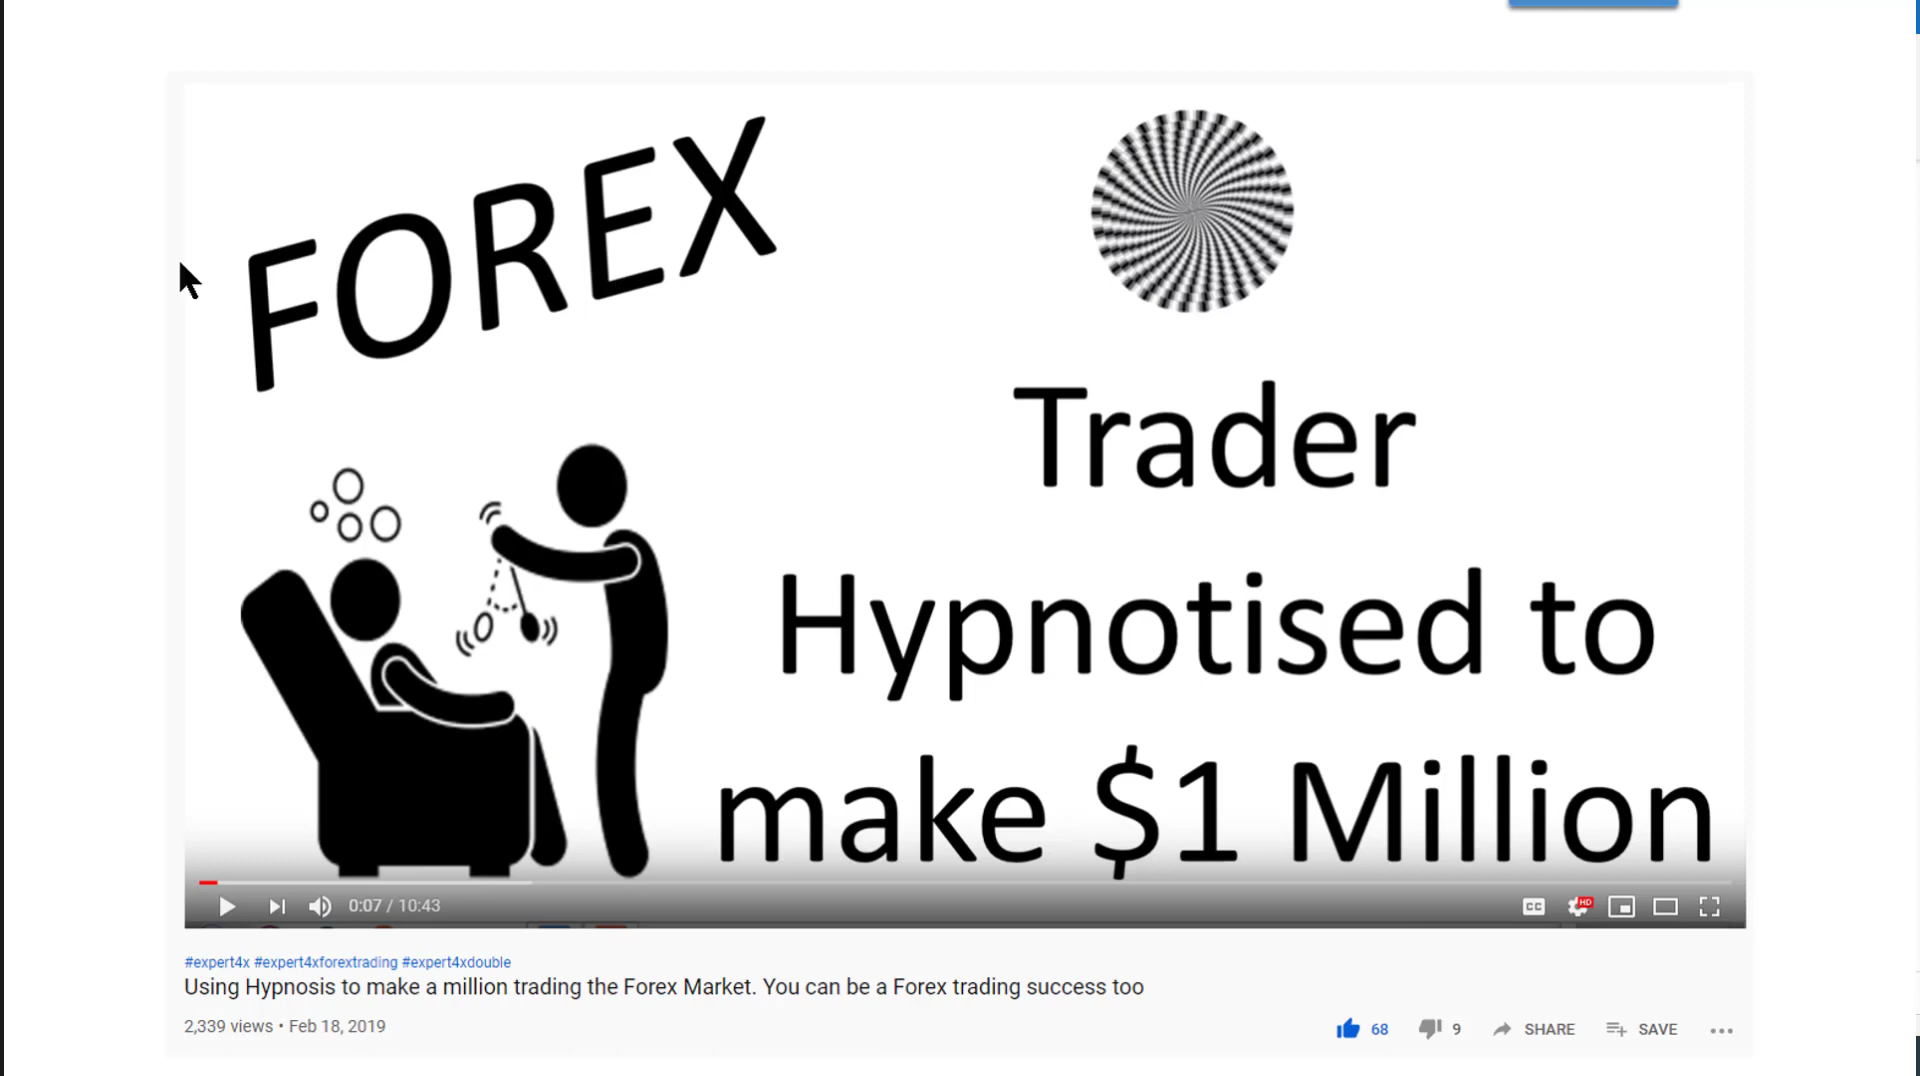 FOREX
Trader
Hypnotised to
make $1 Million
0:07 / 10:43
CC
HD
#expert4x #expert4xforextrading #expert4xdouble
Using Hypnosis to make a million trading the Forex Market. You can be a Forex trading success too
2,339 views • Feb 18, 2019
68
9
SHARE
SAVE